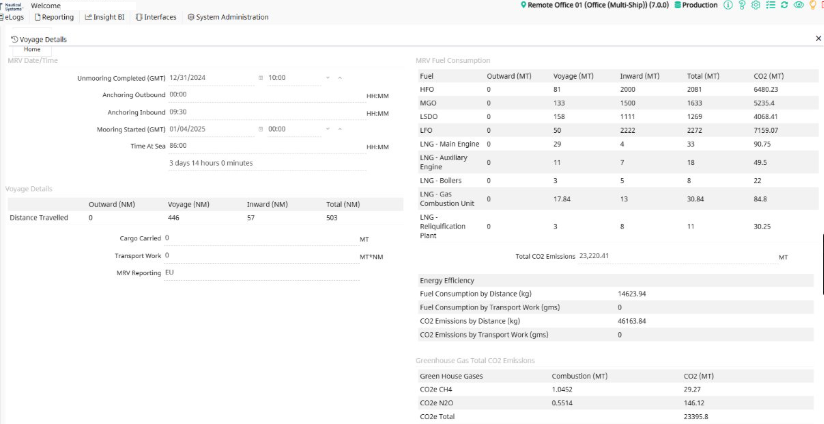 Nautical Systems Welcome Remote Office 01 (Office (Multi-Ship)) (7.0.0) Production
eLogs Reporting Insight BI Interfaces System Administration
Voyage Details ×
Home
MRV Date/Time
Unmooring Completed (GMT) 12/31/2024 10:00
Anchoring Outbound 00:00 HH:MM
Anchoring Inbound 09:30 HH:MM
Mooring Started (GMT) 01/04/2025 00:00
Time At Sea 86:00 HH:MM
3 days 14 hours 0 minutes
Voyage Details
Outward (NM) Voyage (NM) Inward (NM) Total (NM)
Distance Travelled 0 446 57 503
Cargo Carried 0 MT
Transport Work 0 MT*NM
MRV Reporting EU
MRV Fuel Consumption
Fuel Outward (MT) Voyage (MT) Inward (MT) Total (MT) CO2 (MT)
HFO 0 81 2000 2081 6480.23
MGO 0 133 1500 1633 5235.4
LSDO 0 158 1111 1269 4068.41
LFO 0 50 2222 2272 7159.07
LNG - Main Engine 0 29 4 33 90.75
LNG - Auxiliary
Engine 0 11 7 18 49.5
LNG - Boilers 0 3 5 8 22
LNG - Gas
Combustion Unit 0 17.84 13 30.84 84.8
LNG -
Reliquification 0 3 8 11 30.25
Plant
Total CO2 Emissions 23,220.41 MT
Energy Efficiency
Fuel Consumption by Distance (kg) 14623.94
Fuel Consumption by Transport Work (gms) 0
CO2 Emissions by Distance (kg) 46163.84
CO2 Emissions by Transport Work (gms) 0
Greenhouse Gas Total CO2 Emissions
Green House Gases Combustion (MT) CO2 (MT)
CO2e CH4 1.0452 29.27
CO2e N2O 0.5514 146.12
CO2e Total 23395.8